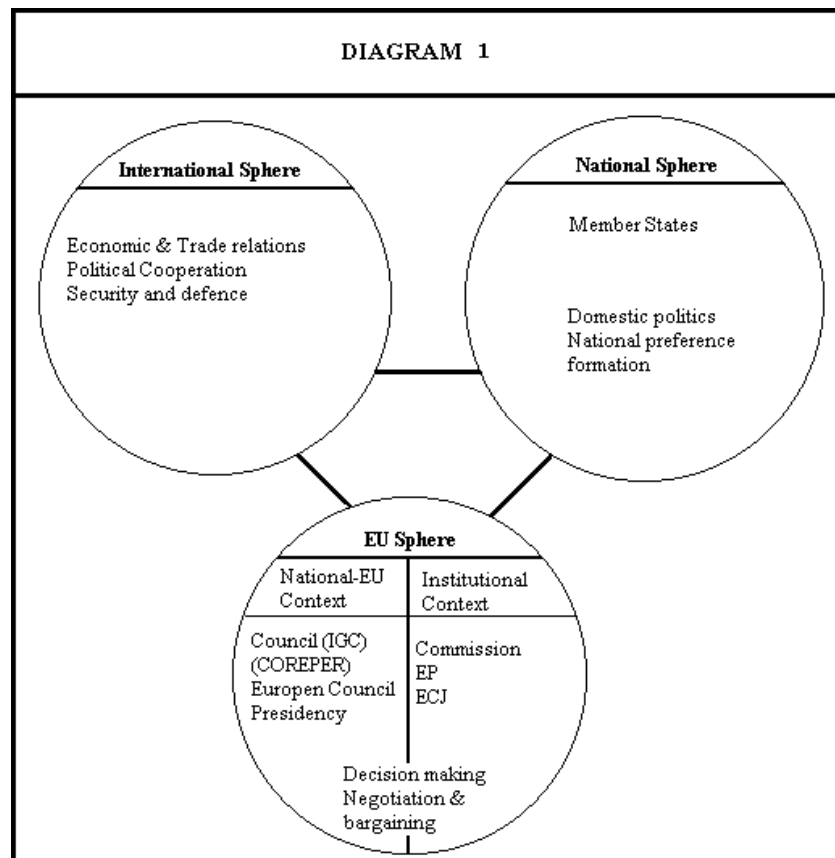 DIAGRAM 1
International Sphere
Economic & Trade relations
Political Cooperation
Security and defence
National Sphere
Member States
Domestic politics
National preference
formation
EU Sphere
National-EU
Context
Institutional
Context
Council (IGC)
(COREPER)
Europen Council
Presidency
Commission
EP
ECJ
Decision making
Negotiation &
bargaining